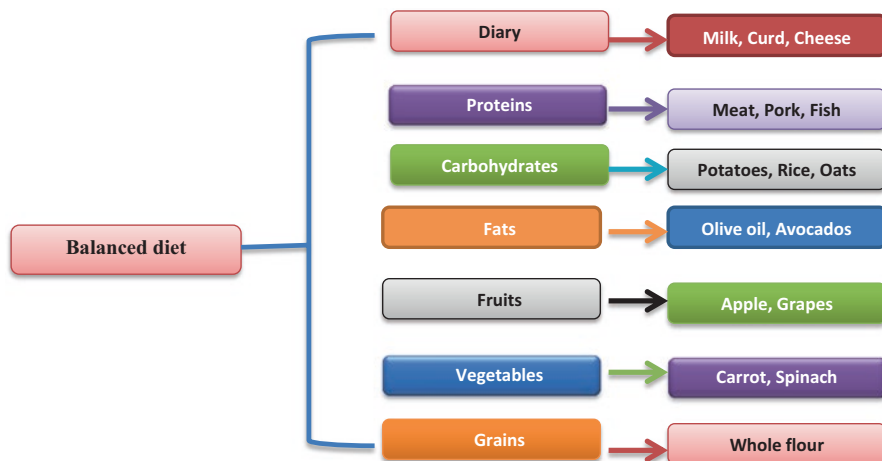 Balanced diet
Diary
Milk, Curd, Cheese
Proteins
Meat, Pork, Fish
Carbohydrates
Potatoes, Rice, Oats
Fats
Olive oil, Avocados
Fruits
Apple, Grapes
Vegetables
Carrot, Spinach
Grains
Whole flour